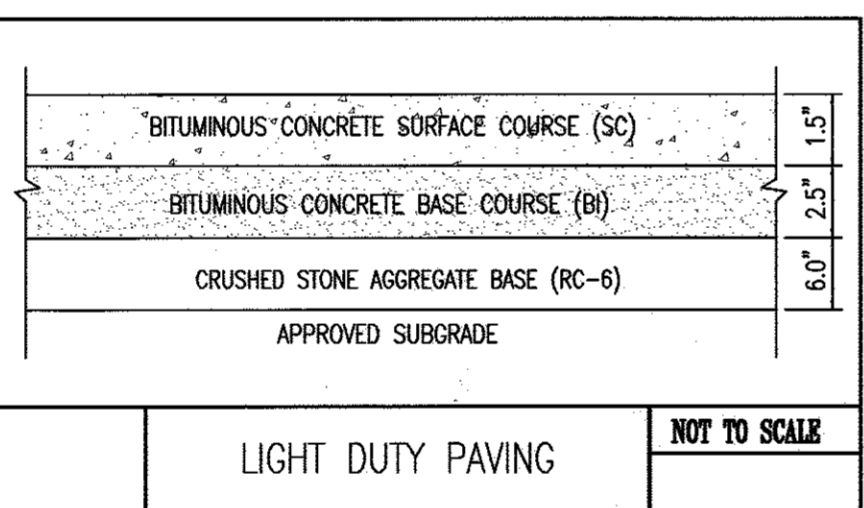 BITUMINOUS CONCRETE SURFACE COURSE (SC)
1.5"
BITUMINOUS CONCRETE BASE COURSE (BI)
2.5"
CRUSHED STONE AGGREGATE BASE (RC-6)
6.0"
APPROVED SUBGRADE
LIGHT DUTY PAVING
NOT TO SCALE